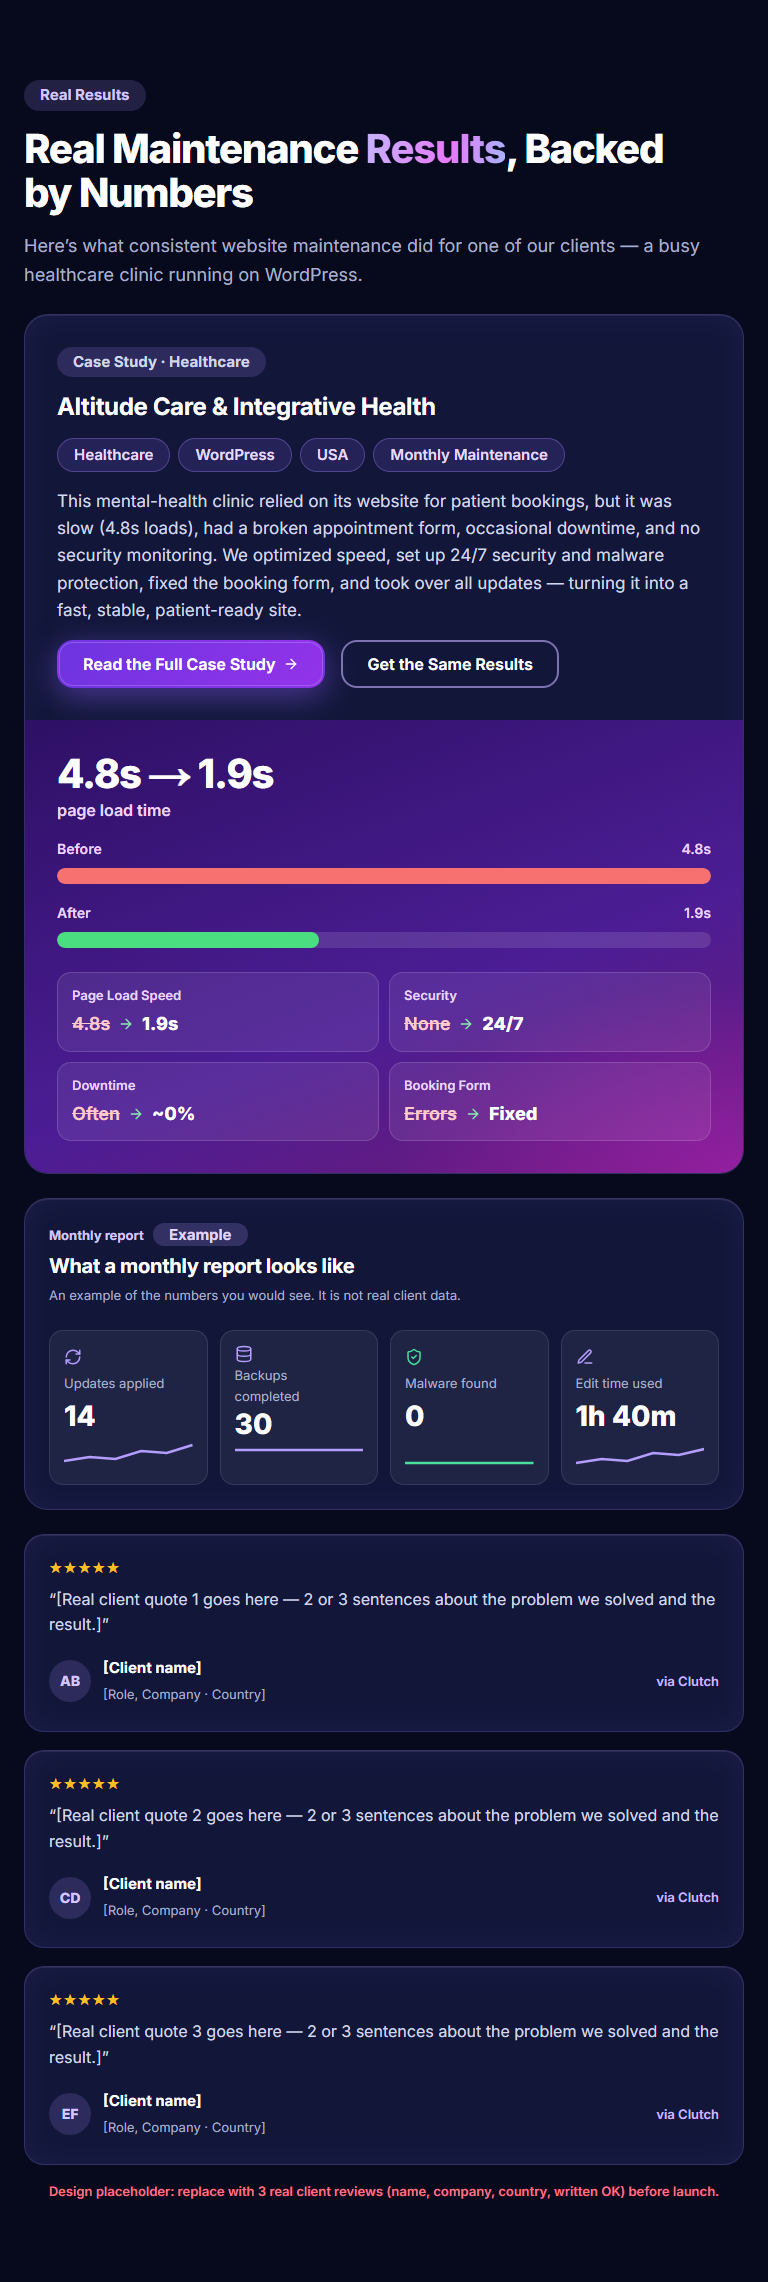 Real Results
Real Maintenance Results, Backed
by Numbers
Here’s what consistent website maintenance did for one of our clients — a busy
healthcare clinic running on WordPress.
Case Study · Healthcare
Altitude Care & Integrative Health
Healthcare WordPress USA Monthly Maintenance
This mental-health clinic relied on its website for patient bookings, but it was
slow (4.8s loads), had a broken appointment form, occasional downtime, and no
security monitoring. We optimized speed, set up 24/7 security and malware
protection, fixed the booking form, and took over all updates — turning it into a
fast, stable, patient-ready site.
Read the Full Case Study → Get the Same Results
4.8s → 1.9s
page load time
Before 4.8s
After 1.9s
Page Load Speed
4.8s → 1.9s
Security
None → 24/7
Downtime
Often → ~0%
Booking Form
Errors → Fixed
Monthly report Example
What a monthly report looks like
An example of the numbers you would see. It is not real client data.
Updates applied
14
Backups
completed
30
Malware found
0
Edit time used
1h 40m
★★★★★
“[Real client quote 1 goes here — 2 or 3 sentences about the problem we solved and the
result.]”
AB
[Client name]
[Role, Company · Country]
via Clutch
★★★★★
“[Real client quote 2 goes here — 2 or 3 sentences about the problem we solved and the
result.]”
CD
[Client name]
[Role, Company · Country]
via Clutch
★★★★★
“[Real client quote 3 goes here — 2 or 3 sentences about the problem we solved and the
result.]”
EF
[Client name]
[Role, Company · Country]
via Clutch
Design placeholder: replace with 3 real client reviews (name, company, country, written OK) before launch.